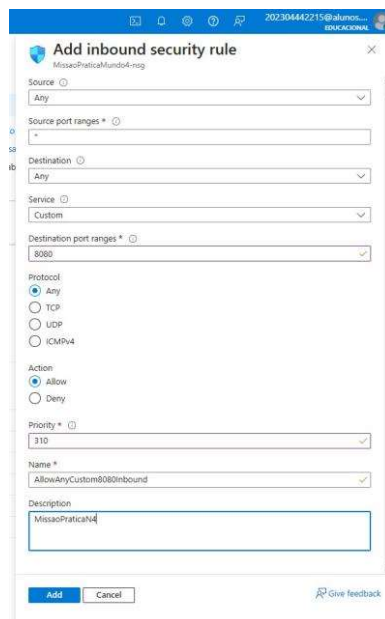 202304442215@alunos....
EDUCACIONAL
Add inbound security rule
MissaoPraticaMundo4-nsg
Source
Any
Source port ranges *
*
Destination
Any
Service
Custom
Destination port ranges *
8080
Protocol
Any
TCP
UDP
ICMPv4
Action
Allow
Deny
Priority *
310
Name *
AllowAnyCustom8080Inbound
Description
MissaoPraticaN4
Add
Cancel
Give feedback